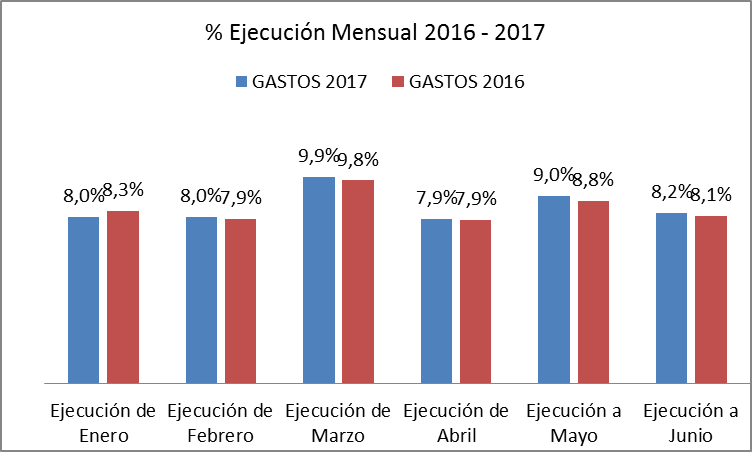 % Ejecución Mensual 2016 - 2017
GASTOS 2017 GASTOS 2016
8,0% 8,3% 8,0% 7,9% 9,9% 9,8% 7,9% 7,9% 9,0% 8,8% 8,2% 8,1%
Ejecución de Ejecución de Ejecución de Ejecución de Ejecución a Ejecución a
Enero Febrero Marzo de Abril Mayo Junio